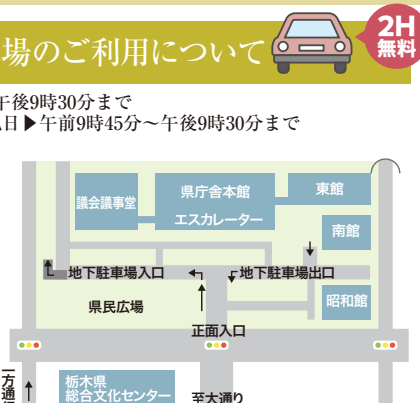 場のご利用について
2H
無料
午後9時30分まで
日▶午前9時45分～午後9時30分まで
議会議事堂
県庁舎本館
エスカレーター
東館
南館
地下駐車場入口
地下駐車場出口
昭和館
県民広場
正面入口
一方通
栃木県
総合文化センター
至大通り